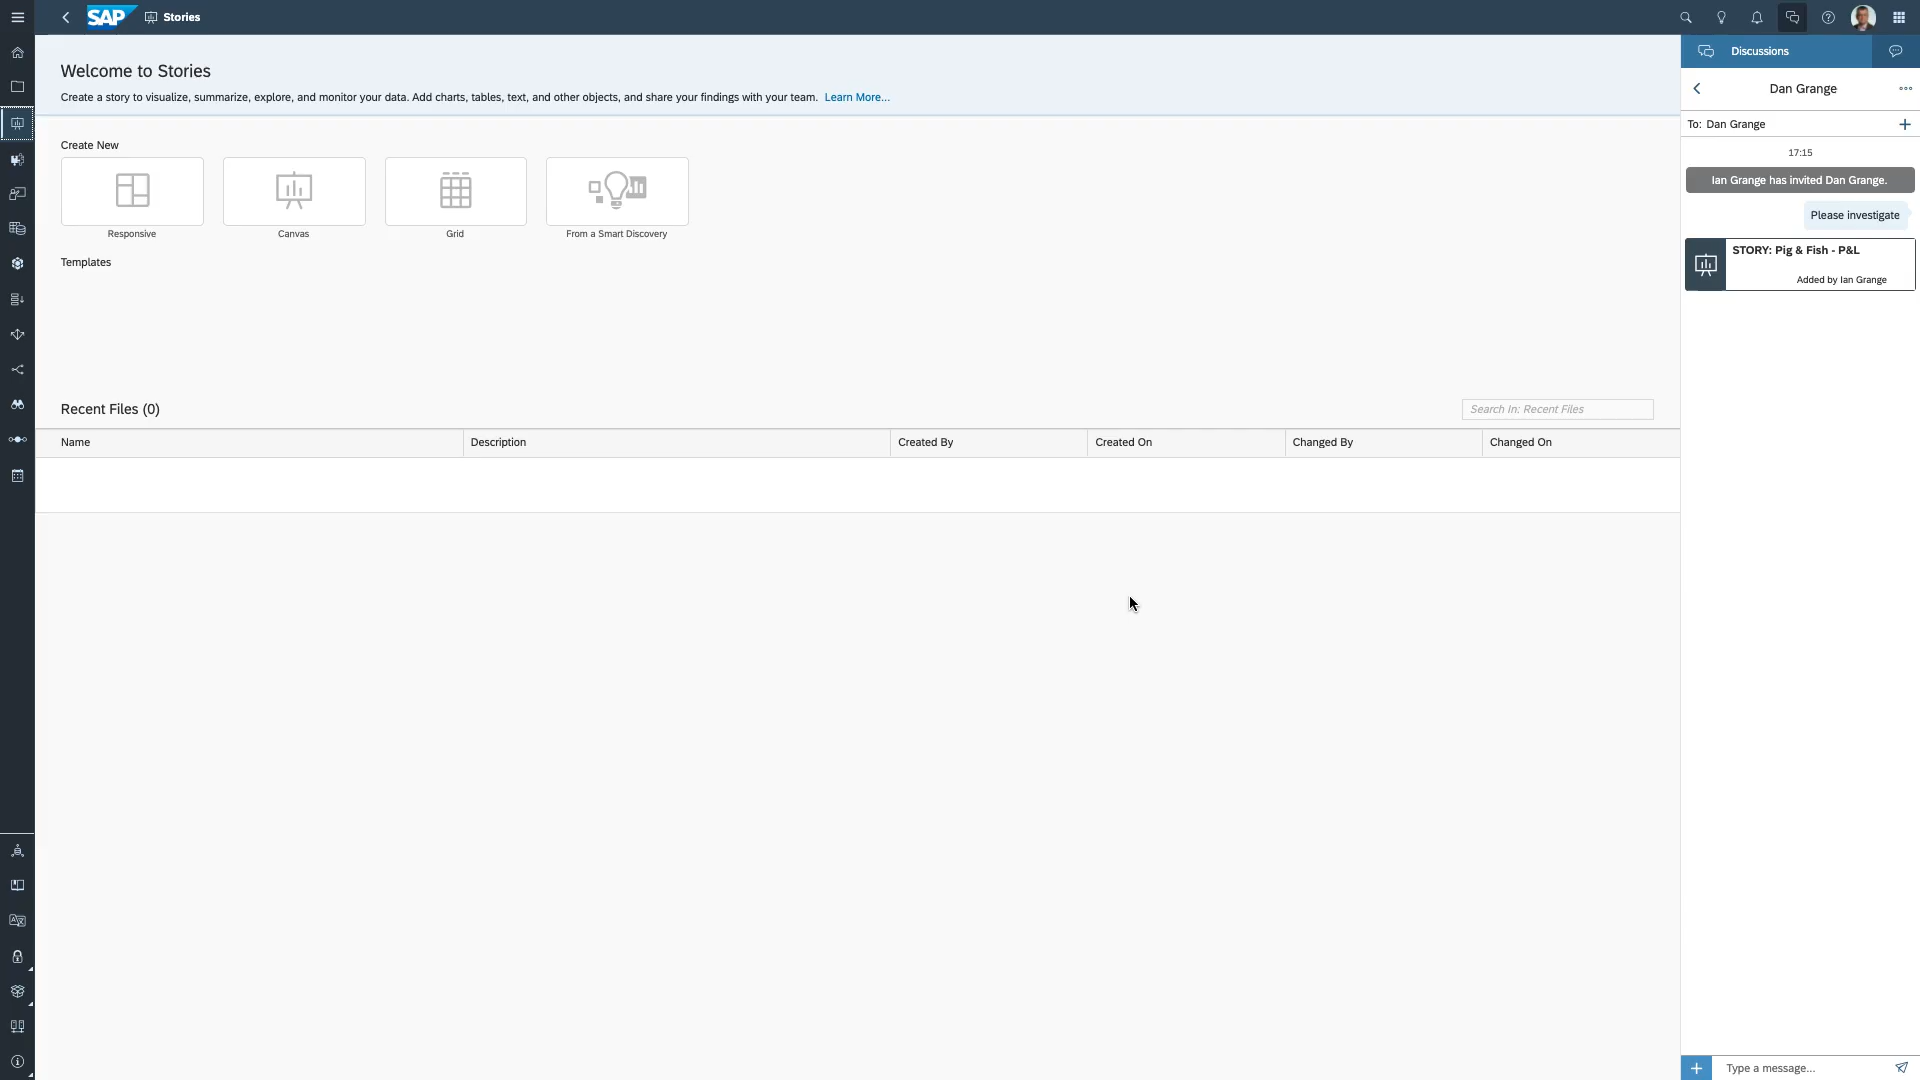 SAP Stories
Welcome to Stories
Create a story to visualize, summarize, explore, and monitor your data. Add charts, tables, text, and other objects, and share your findings with your team. Learn More...
Create New
Responsive Canvas Grid From a Smart Discovery
Templates
Recent Files (0)
Search In: Recent Files
Name Description Created By Created On Changed By Changed On
Discussions
Dan Grange
To: Dan Grange
17:15
Ian Grange has invited Dan Grange.
Please investigate
STORY: Pig & Fish - P&L
Added by Ian Grange
Type a message...